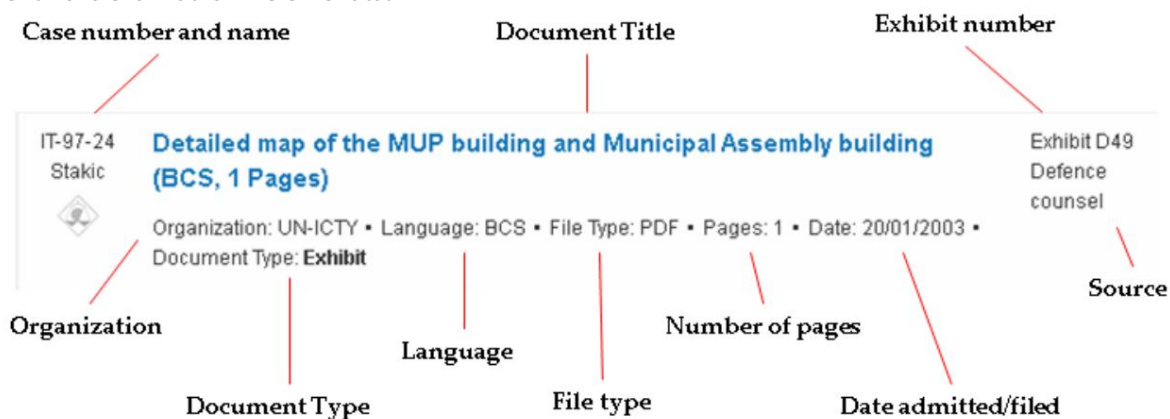 Case number and name
Document Title
Exhibit number
IT-97-24
Stakic
Detailed map of the MUP building and Municipal Assembly building
(BCS, 1 Pages)
Exhibit D49
Defence
counsel
Organization: UN-ICTY • Language: BCS • File Type: PDF • Pages: 1 • Date: 20/01/2003 •
Document Type: Exhibit
Source
Organization
Number of pages
Language
Document Type
File type
Date admitted/filed